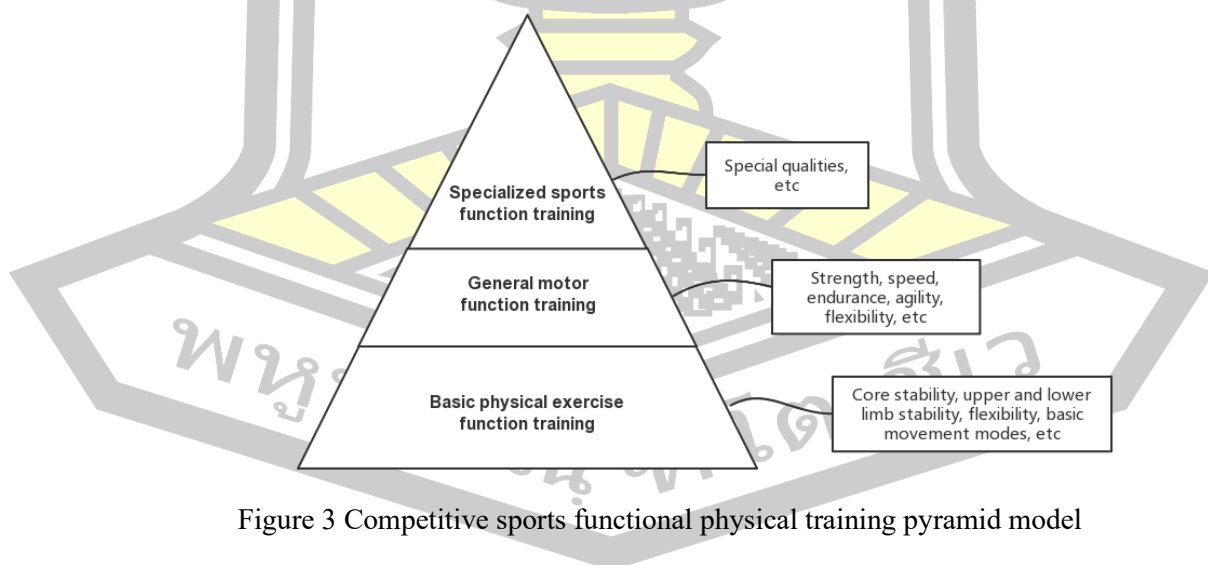 Specialized sports
function training
Special qualities,
etc
General motor
function training
Strength, speed,
endurance, agility,
flexibility, etc
Basic physical exercise
function training
Core stability, upper and lower
limb stability, flexibility, basic
movement modes, etc
Figure 3 Competitive sports functional physical training pyramid model